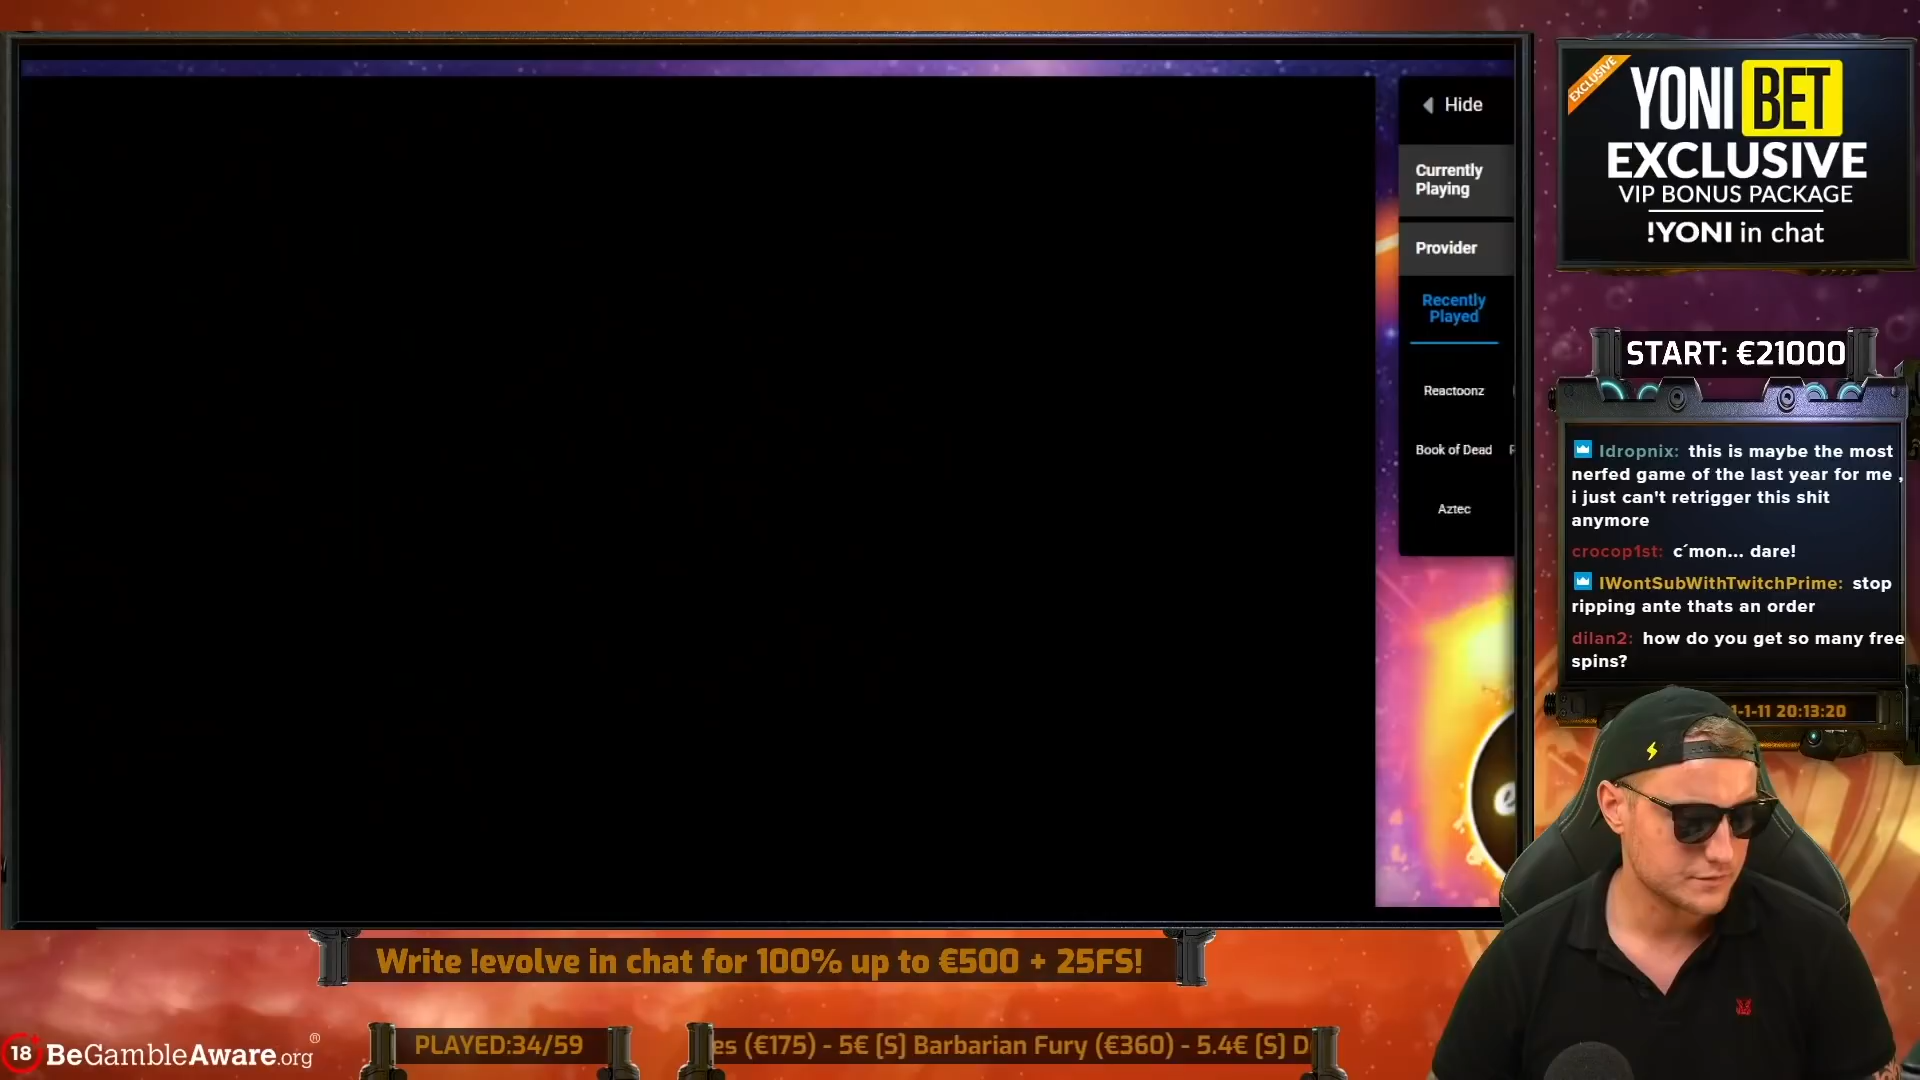 Hide
Currently
Playing
Provider
Recently
Played
Reactoonz
Book of Dead
Aztec
EXCLUSIVE
YONI BET
EXCLUSIVE
VIP BONUS PACKAGE
!YONI in chat
START: €21000
Idropnix: this is maybe the most
nerfed game of the last year for me ,
i just can't retrigger this shit
anymore
crocop1st: c´mon... dare!
IWontSubWithTwitchPrime: stop
ripping ante thats an order
dilan2: how do you get so many free
spins?
1-1-11 20:13:20
Write !evolve in chat for 100% up to €500 + 25FS!
18 BeGambleAware.org®
PLAYED:34/59
es (€175) - 5€ [S] Barbarian Fury (€360) - 5.4€ [S] D